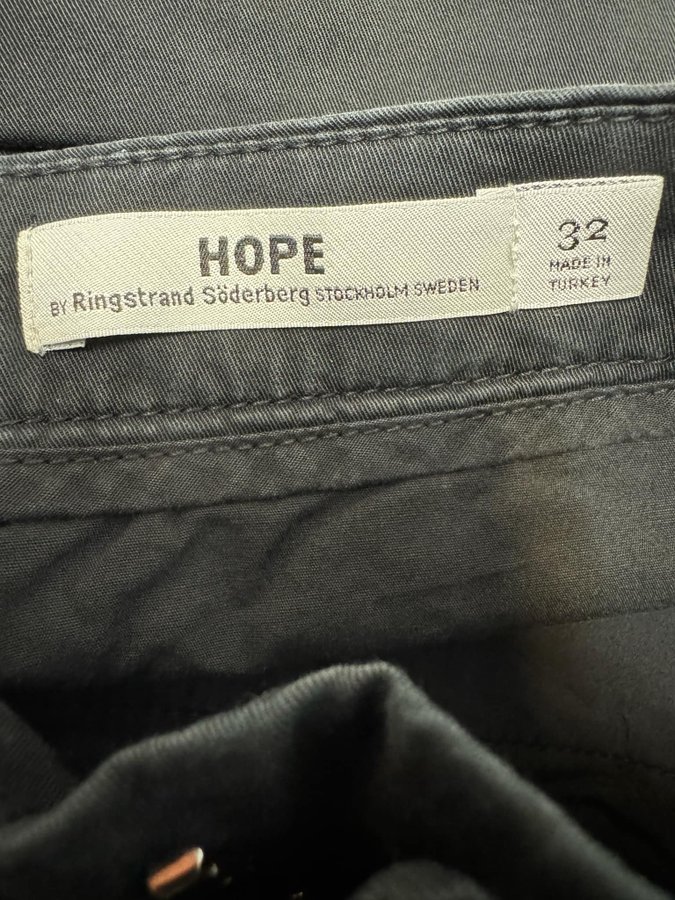 HOPE
BY Ringstrand Söderberg STOCKHOLM SWEDEN
32
MADE IN
TURKEY